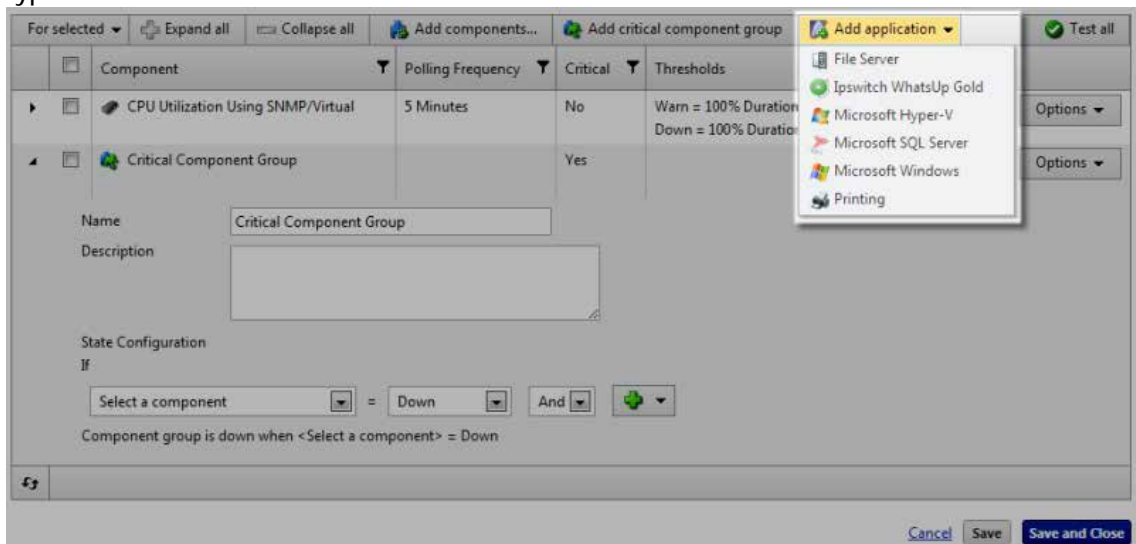 For selected Expand all Collapse all Add components... Add critical component group Add application Test all
Component Polling Frequency Critical Thresholds
File Server
Ipswitch WhatsUp Gold
Microsoft Hyper-V
Microsoft SQL Server
Microsoft Windows
Printing
CPU Utilization Using SNMP/Virtual 5 Minutes No Warn = 100% Duration Options
Down = 100% Duration
Critical Component Group Yes Options
Name Critical Component Group
Description
State Configuration
If
Select a component = Down And
Component group is down when <Select a component> = Down
Cancel Save Save and Close